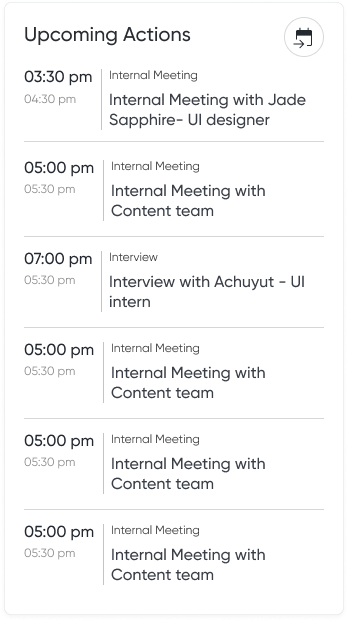 Upcoming Actions
03:30 pm
04:30 pm
Internal Meeting
Internal Meeting with Jade
Sapphire- UI designer
05:00 pm
05:30 pm
Internal Meeting
Internal Meeting with
Content team
07:00 pm
05:30 pm
Interview
Interview with Achuyut - UI
intern
05:00 pm
05:30 pm
Internal Meeting
Internal Meeting with
Content team
05:00 pm
05:30 pm
Internal Meeting
Internal Meeting with
Content team
05:00 pm
05:30 pm
Internal Meeting
Internal Meeting with
Content team